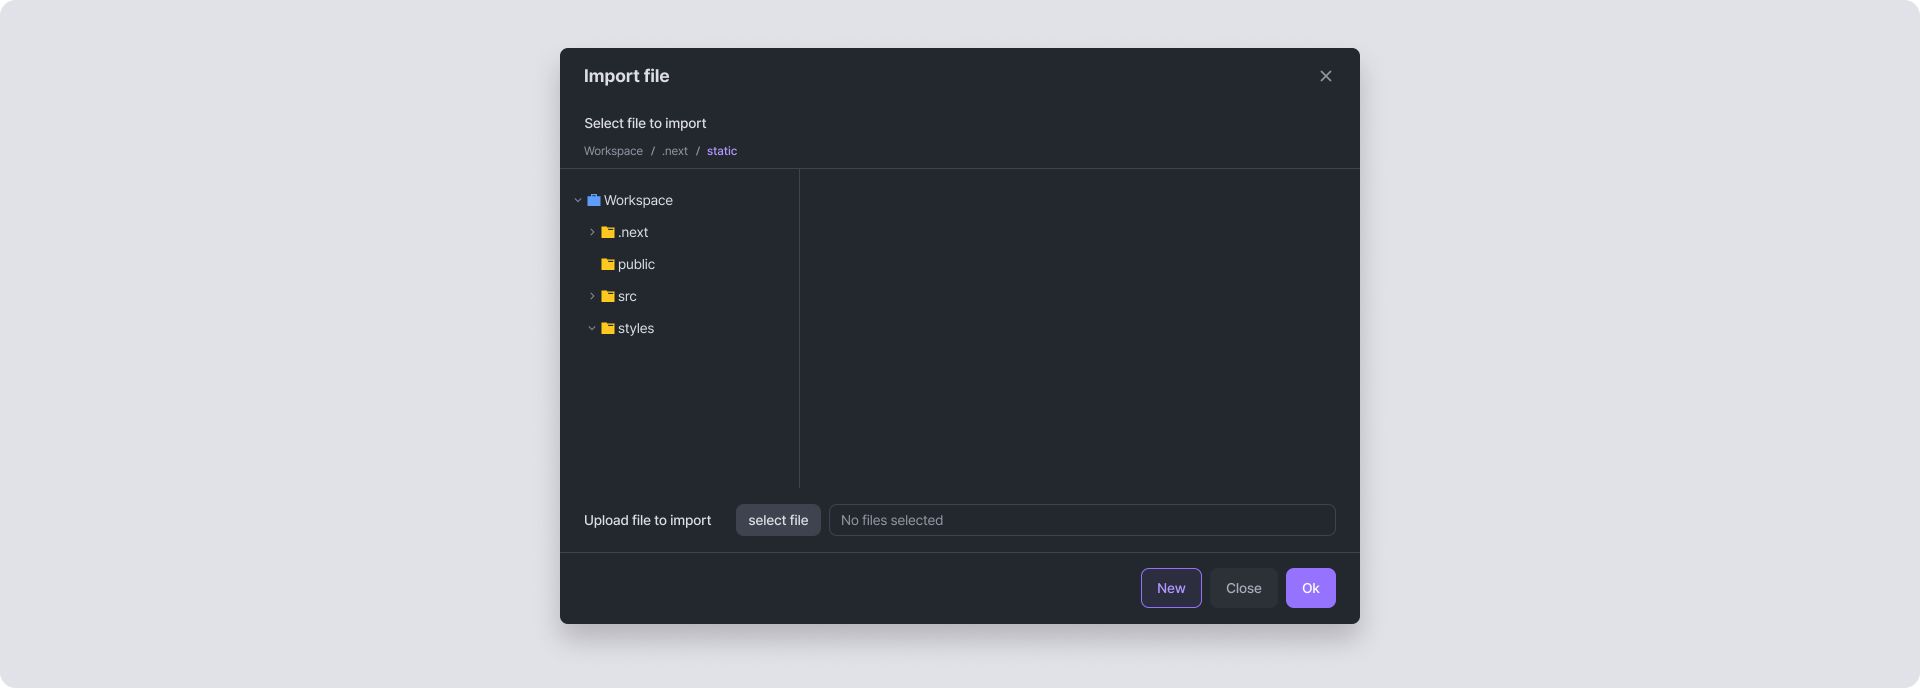 Import file
Select file to import
Workspace / .next / static
Workspace
.next
public
src
styles
Upload file to import select file No files selected
New Close Ok